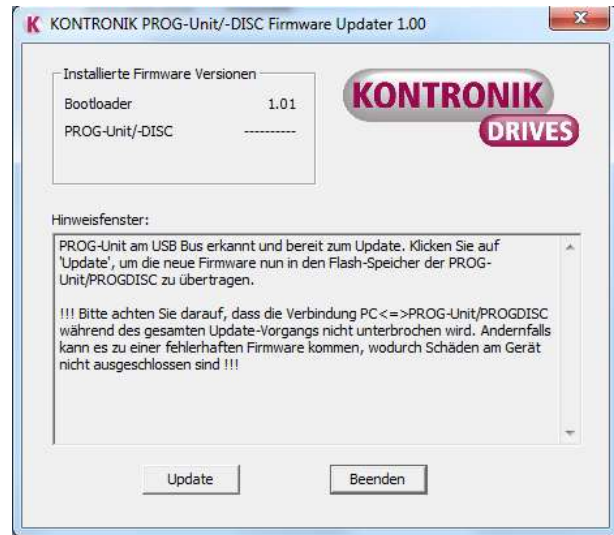 K KONTRONIK PROG-Unit/-DISC Firmware Updater 1.00
Installierte Firmware Versionen
Bootloader 1.01
PROG-Unit/-DISC ----------
KONTRONIK
DRIVES
Hinweisfenster:
PROG-Unit am USB Bus erkannt und bereit zum Update. Klicken Sie auf
'Update', um die neue Firmware nun in den Flash-Speicher der PROG-
Unit/PROGDISC zu übertragen.
!!! Bitte achten Sie darauf, dass die Verbindung PC<=>PROG-Unit/PROGDISC
während des gesamten Update-Vorgangs nicht unterbrochen wird. Andernfalls
kann es zu einer fehlerhaften Firmware kommen, wodurch Schäden am Gerät
nicht ausgeschlossen sind !!!
Update
Beenden